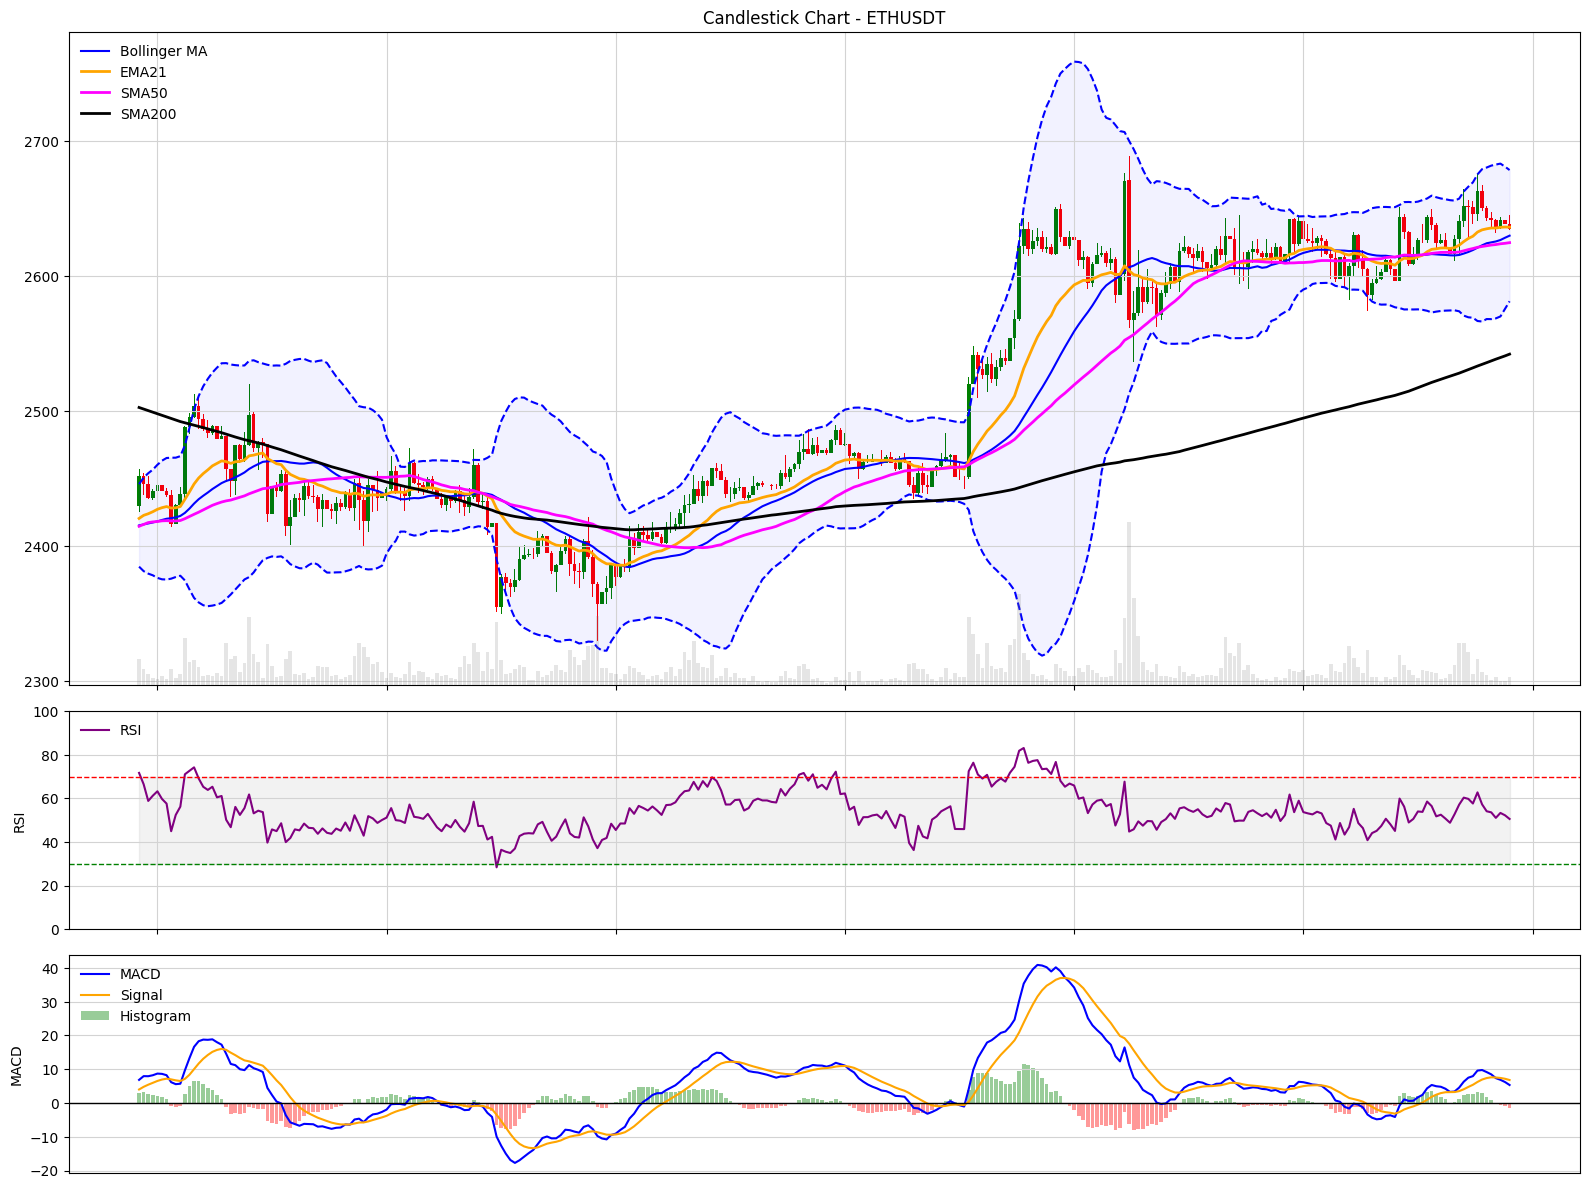 Candlestick Chart - ETHUSDT
Bollinger MA
EMA21
SMA50
SMA200
2700
2600
2500
2400
2300
100
RSI
80
60
40
20
0
RSI
MACD
Signal
Histogram
40
30
20
10
0
−10
−20
MACD